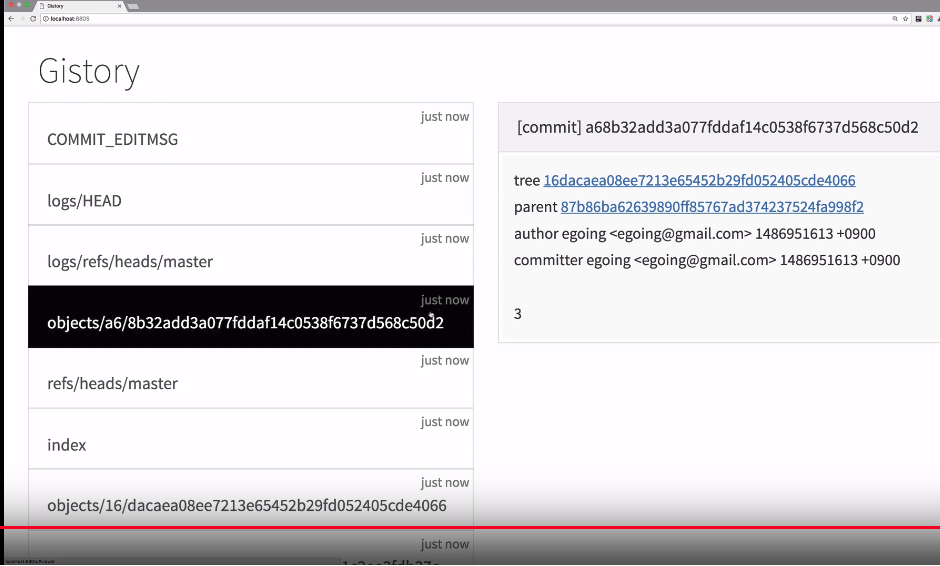 Gistory
localhost:8805
Gistory
just now
COMMIT_EDITMSG
just now
logs/HEAD
just now
logs/refs/heads/master
just now
objects/a6/8b32add3a077fddaf14c0538f6737d568c50d2
just now
refs/heads/master
just now
index
just now
objects/16/dacaea08ee7213e65452b29fd052405cde4066
just now
[commit] a68b32add3a077fddaf14c0538f6737d568c50d2
tree 16dacaea08ee7213e65452b29fd052405cde4066
parent 87b86ba62639890ff85767ad374237524fa998f2
author egoing <egoing@gmail.com> 1486951613 +0900
committer egoing <egoing@gmail.com> 1486951613 +0900
3